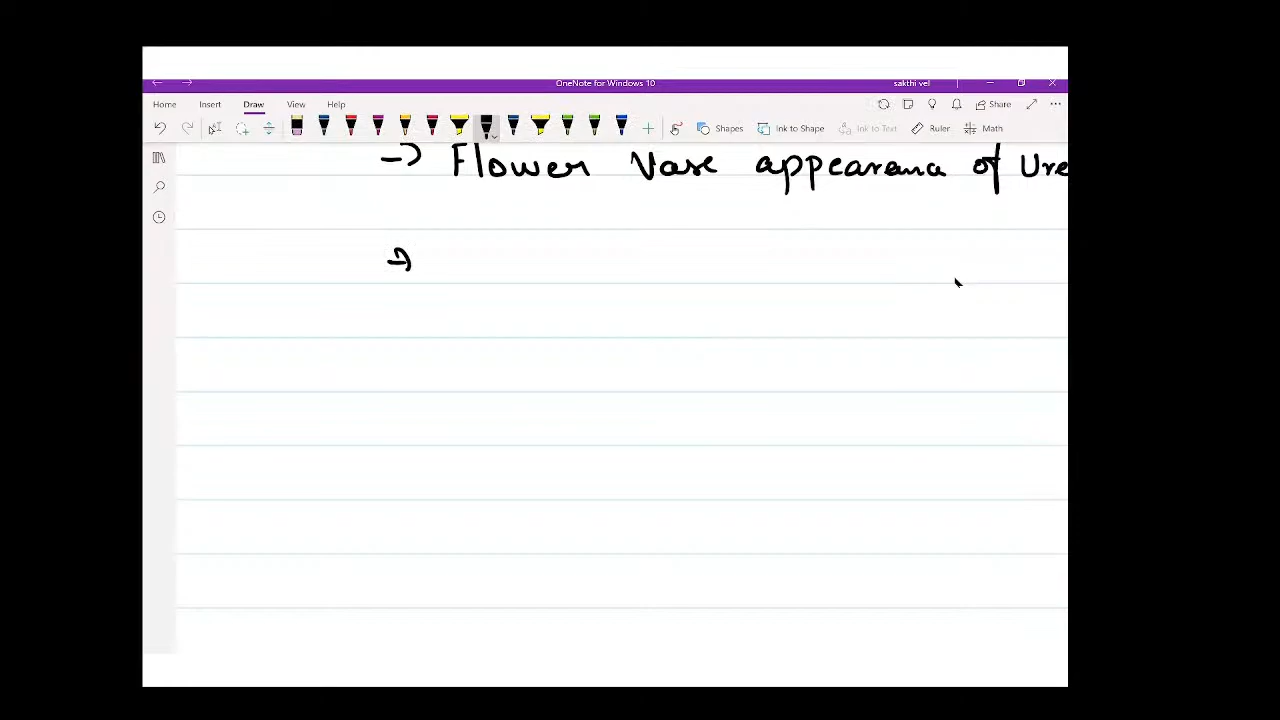 OneNote for Windows 10
sakthi vel
Home Insert Draw View Help
Share
Shapes
Ink to Shape
Ink to Text
Ruler
Math
→ Flower Vase appearana of Ure
→